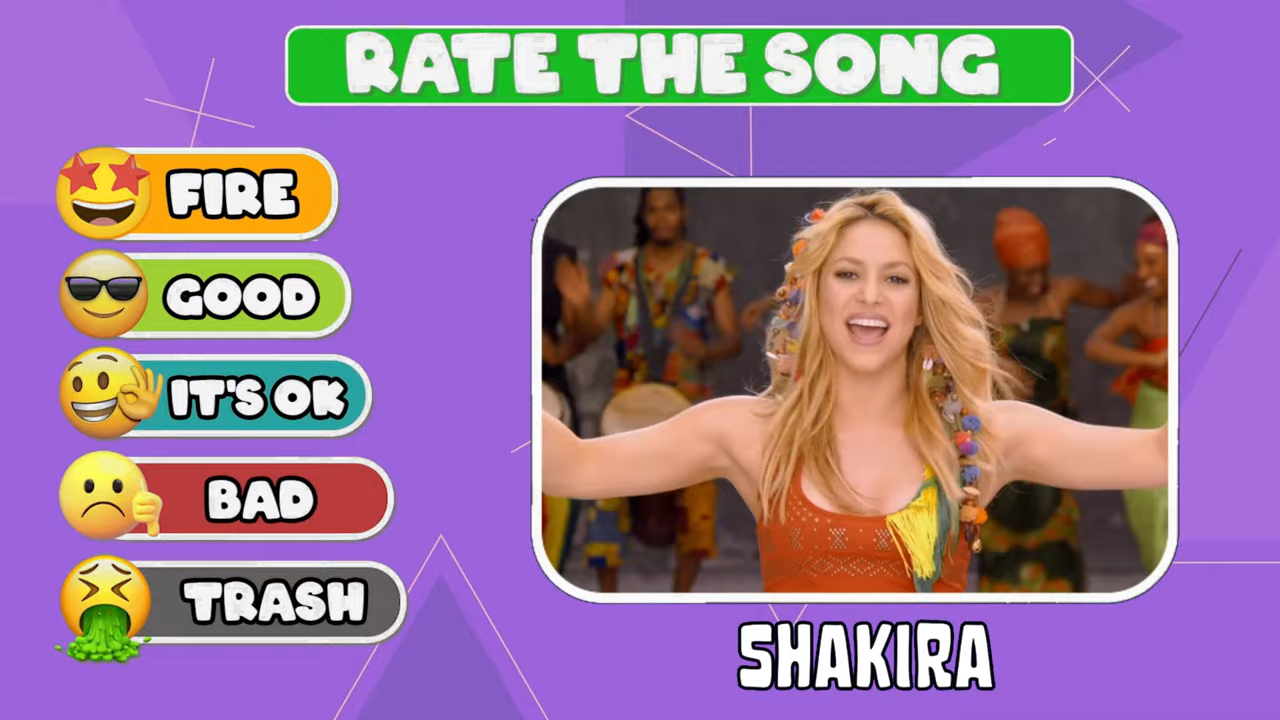 RATE THE SONG
FIRE
GOOD
IT'S OK
BAD
TRASH
SHAKIRA